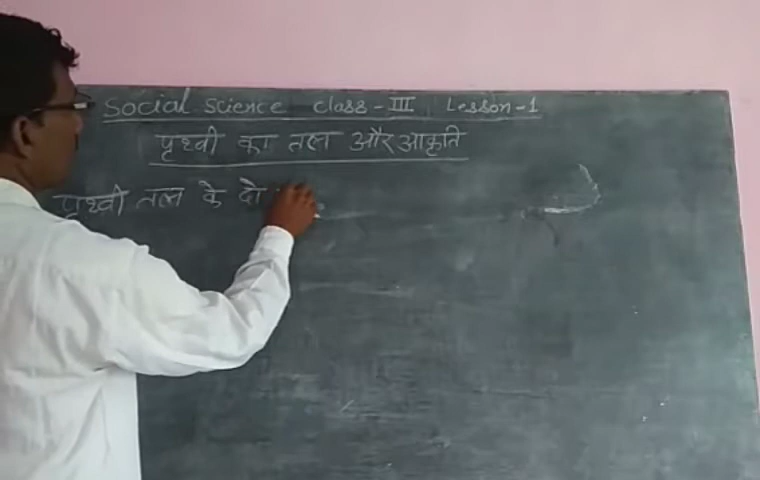 Social Science Class - III Lesson - 1
पृथ्वी का तल और आकृति
पृथ्वी तल के दो